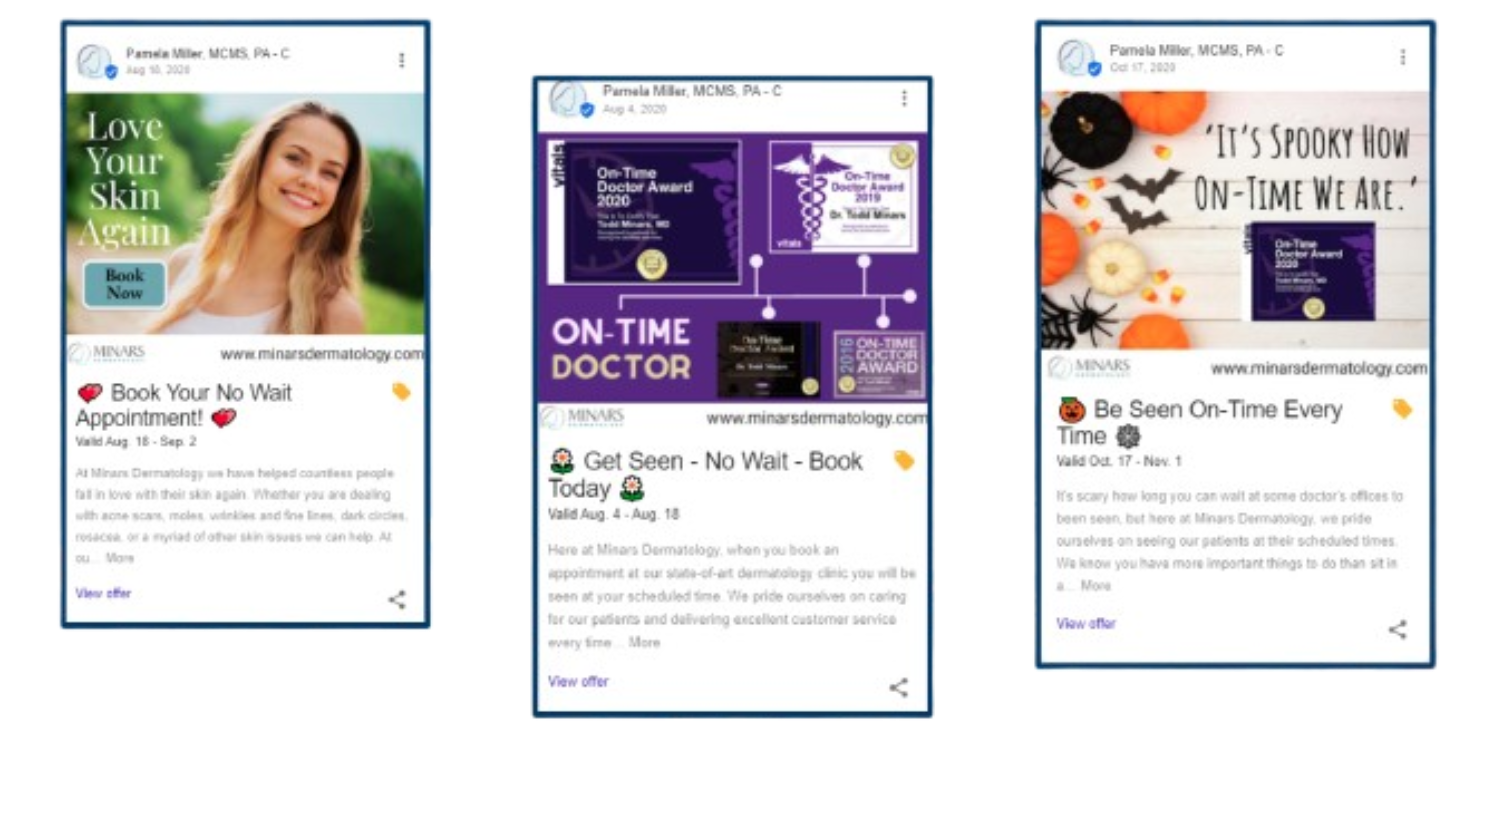 Pamela Miller, MCMS, PA - C
Aug 18, 2020
Love
Your
Skin
Again
Book
Now
MINARS
www.minarsdermatology.com
Book Your No Wait
Appointment!
Valid Aug. 18 - Sep. 2
At Minars Dermatology we have helped countless people
fall in love with their skin again. Whether you are dealing
with acne scars, moles, wrinkles and fine lines, dark circles,
rosacea, or a myriad of other skin issues we can help. At
ou... More
View offer
Pamela Miller, MCMS, PA - C
Aug 4, 2020
vitals
On-Time
Doctor Award
2020
Todd Minars, MD
On-Time
Doctor Award
2019
Dr. Todd Minars
vitals
ON-TIME
DOCTOR
On-Time
Doctor Award
Dr. Todd Minars
2016
ON-TIME
DOCTOR
AWARD
MINARS
www.minarsdermatology.com
Get Seen - No Wait - Book
Today
Valid Aug. 4 - Aug. 18
Here at Minars Dermatology, when you book an
appointment at our state-of-art dermatology clinic you will be
seen at your scheduled time. We pride ourselves on caring
for our patients and delivering excellent customer service
every time... More
View offer
Pamela Miller, MCMS, PA - C
Oct 17, 2020
'It's Spooky How
On-Time We Are.'
vitals
On-Time
Doctor Award
2020
MINARS
www.minarsdermatology.com
Be Seen On-Time Every
Time
Valid Oct. 17 - Nov. 1
It's scary how long you can wait at some doctor's offices to
been seen, but here at Minars Dermatology, we pride
ourselves on seeing our patients at their scheduled times.
We know you have more important things to do than sit in
a... More
View offer